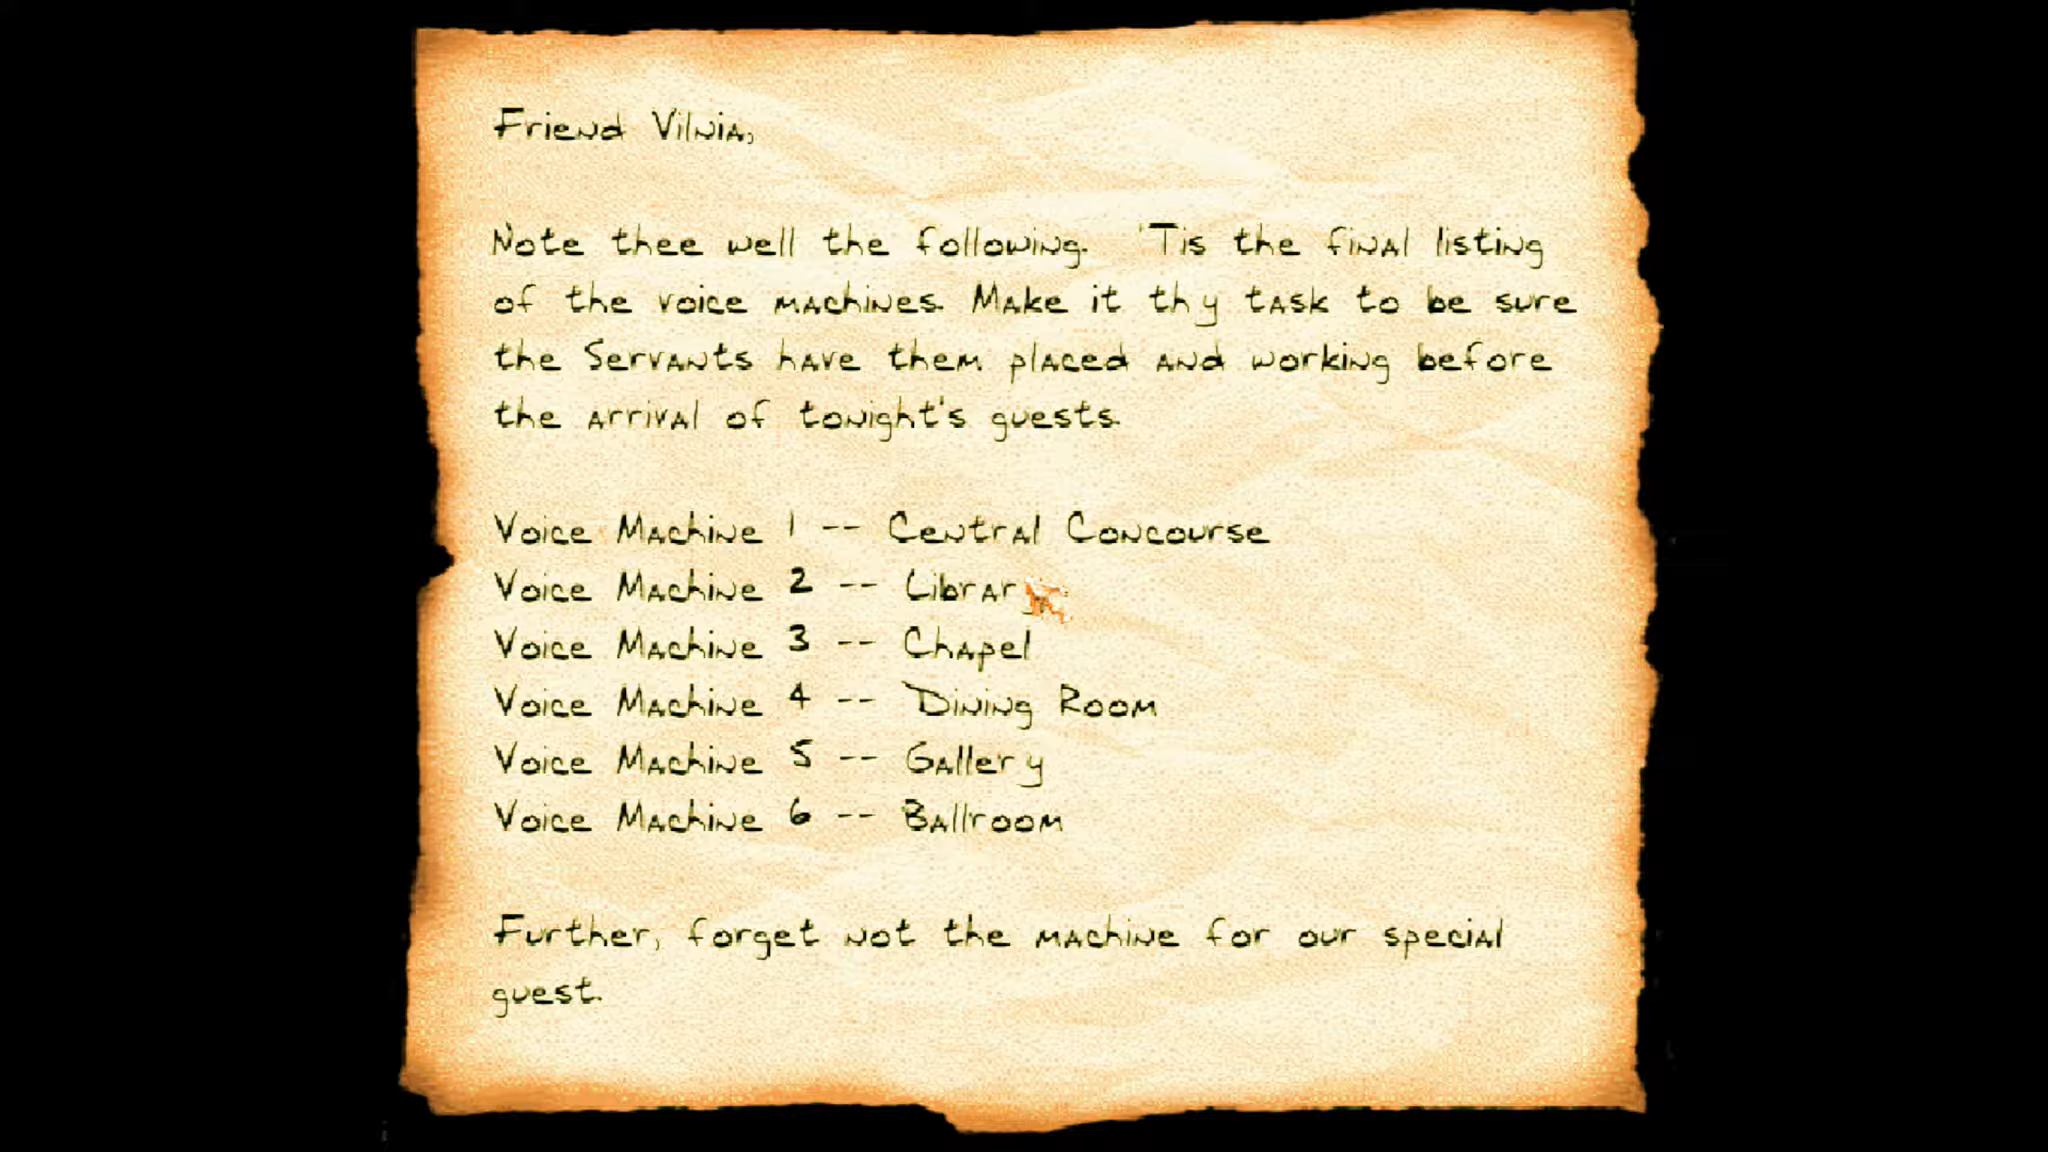 Friend Vilnia,
Note thee well the following. 'Tis the final listing
of the voice machines. Make it thy task to be sure
the Servants have them placed and working before
the arrival of tonight's guests.
Voice Machine 1 -- Central Concourse
Voice Machine 2 -- Library
Voice Machine 3 -- Chapel
Voice Machine 4 -- Dining Room
Voice Machine 5 -- Gallery
Voice Machine 6 -- Ballroom
Further, forget not the machine for our special
guest.